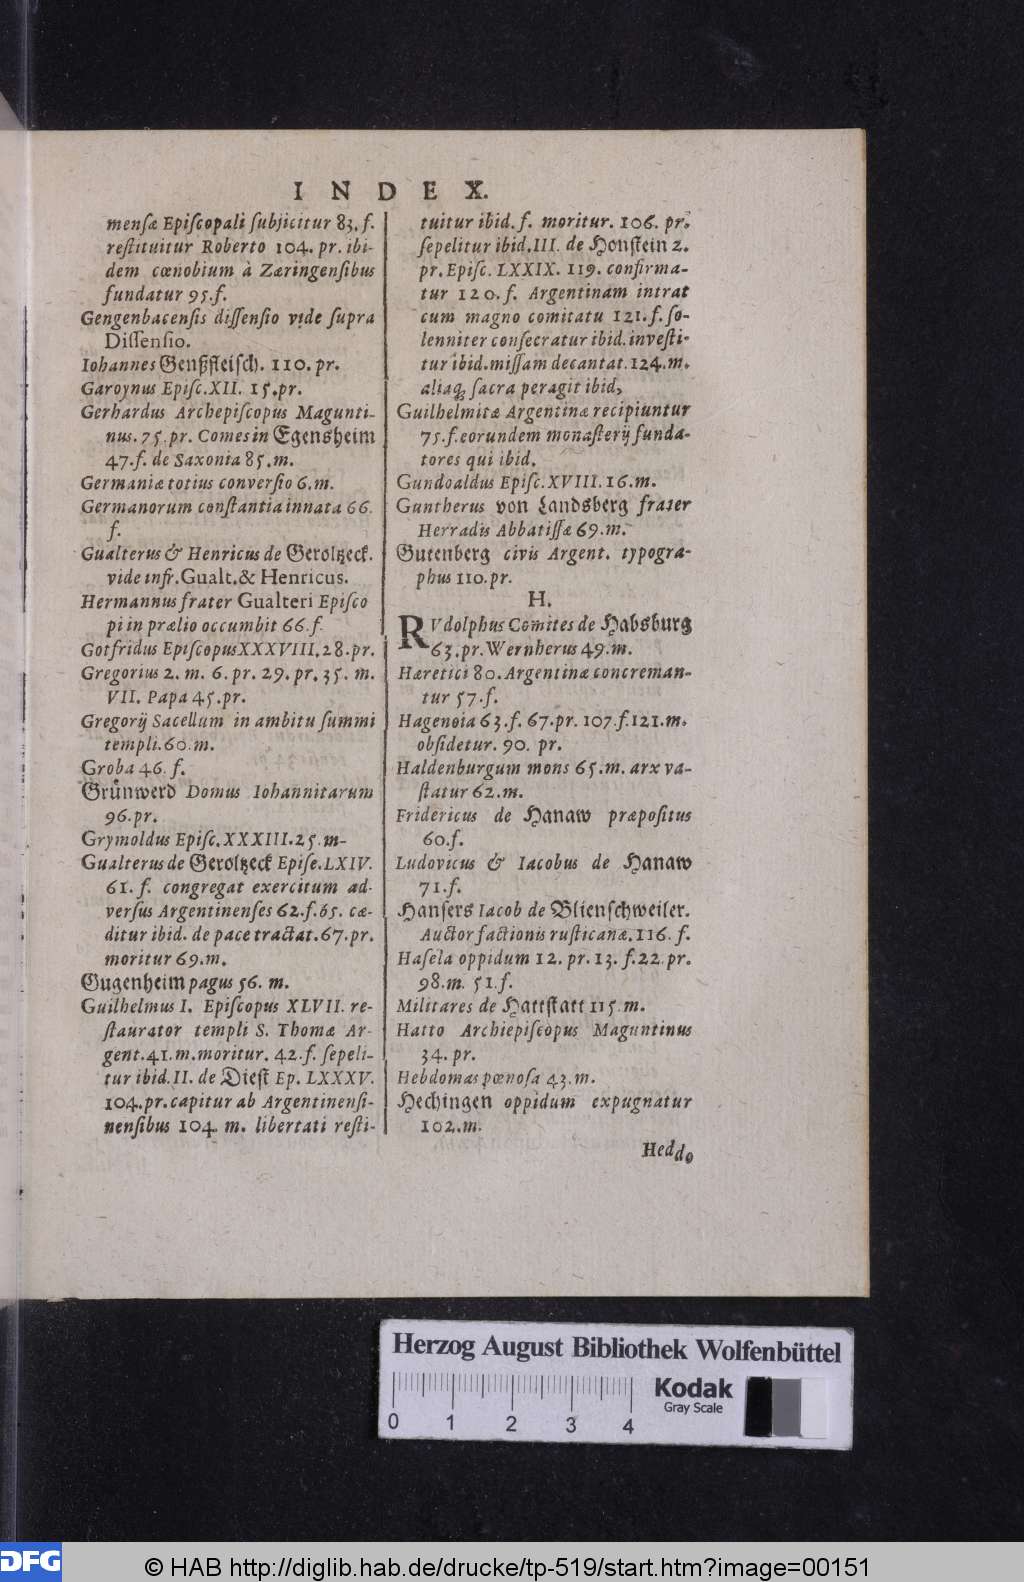 INDEX.
mensæ Episcopali subjicitur 83. f.
restituitur Roberto 104. pr. ibi-
dem cœnobium à Zæringensibus
fundatur 95. f.
Gengenbacensis dissensio vide supra
Dissensio.
Iohannes Genßfleisch. 110. pr.
Garoynus Episc. XII. 15. pr.
Gerhardus Archepiscopus Magunti-
nus. 75. pr. Comes in Egensheim
47. f. de Saxonia 85. m.
Germaniæ totius conversio 6. m.
Germanorum constantia innata 66.
f.
Gualterus & Henricus de Geroltzeck.
vide infr. Gualt. & Henricus.
Hermannus frater Gualteri Episco
pi in prælio occumbit 66. f.
Gotfridus Episcopus XXXVIII. 28. pr.
Gregorius 2. m. 6. pr. 29. pr. 35. m.
VII. Papa 45. pr.
Gregorij Sacellum in ambitu summi
templi. 60. m.
Groba 46. f.
Grůnwerd Domus Iohannitarum
96. pr.
Grymoldus Episc. XXXIII. 25. m-
Gualterus de Geroltzeck Epise. LXIV.
61. f. congregat exercitum ad-
versus Argentinenses 62. f. 65. cæ-
ditur ibid. de pace tractat. 67. pr.
moritur 69. m.
Gugenheim pagus 56. m.
Guilhelmus I. Episcopus XLVII. re-
staurator templi S. Thomæ Ar-
gent. 41. m. moritur. 42. f. sepeli-
tur ibid. II. de Diest Ep. LXXXV.
104. pr. capitur ab Argentinensi-
nensibus 104. m. libertati resti-
tuitur ibid. f. moritur. 106. pr.
sepelitur ibid. III. de Honstein 2.
pr. Episc. LXXIX. 119. confirma-
tur 120. f. Argentinam intrat
cum magno comitatu 121. f. so-
lenniter consecratur ibid. investi-
tur ibid. missam decantat. 124. m.
aliaq; sacra peragit ibid,
Guilhelmitæ Argentinæ recipiuntur
75. f. eorundem monasterij funda-
tores qui ibid.
Gundoaldus Episc. XVIII. 16. m.
Guntherus von Landsberg frater
Herradis Abbatissæ 69. m.
Gutenberg civis Argent. typogra-
phus 110. pr.
H.
RVdolphus Comites de Habsburg
63. pr. Wernherus 49. m.
Hæretici 80. Argentinæ concreman-
tur 57. f.
Hagenoia 63. f. 67. pr. 107. f. 121. m.
obsidetur. 90. pr.
Haldenburgum mons 65. m. arx va-
statur 62. m.
Fridericus de Hanaw præpositus
60. f.
Ludovicus & Iacobus de Hanaw
71. f.
Hansers Iacob de Blienschweiler.
Auctor factionis rusticanæ. 116. f.
Hasela oppidum 12. pr. 13. f. 22. pr.
98. m. 51. f.
Militares de Hattstatt 115. m.
Hatto Archiepiscopus Maguntinus
34. pr.
Hebdomas pœnosa 43. m.
Hechingen oppidum expugnatur
102. m.
Heddo
Herzog August Bibliothek Wolfenbüttel
Kodak
Gray Scale
0 1 2 3 4
DFG
© HAB http://diglib.hab.de/drucke/tp-519/start.htm?image=00151